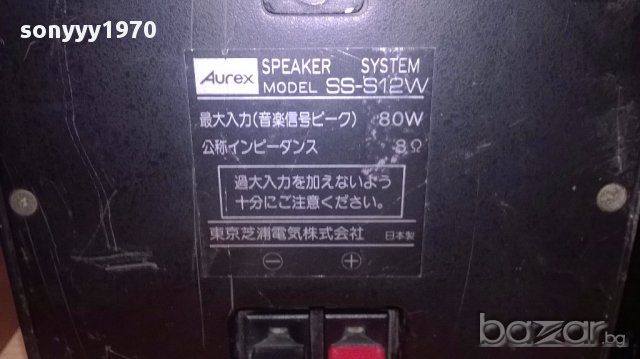 sonyyy1970
Aurex SPEAKER SYSTEM
MODEL SS-S12W
最大入力(音楽信号ピーク) 80W
公称インピーダンス 8Ω
過大入力を加えないよう
十分にご注意ください。
東京芝浦電気株式会社 日本製
⊖ ⊕
bazar.bg